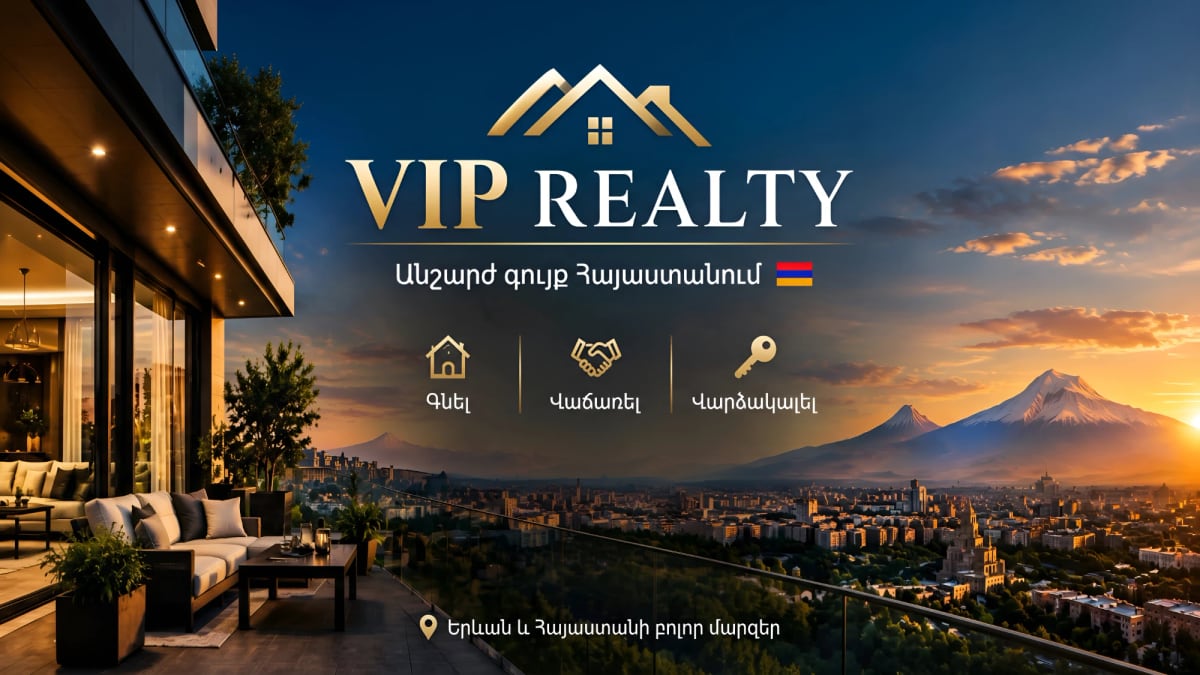 VIP REALTY
Անշարժ գույք Հայաստանում
Գնել
Վաճառել
Վարձակալել
Երևան և Հայաստանի բոլոր մարզեր